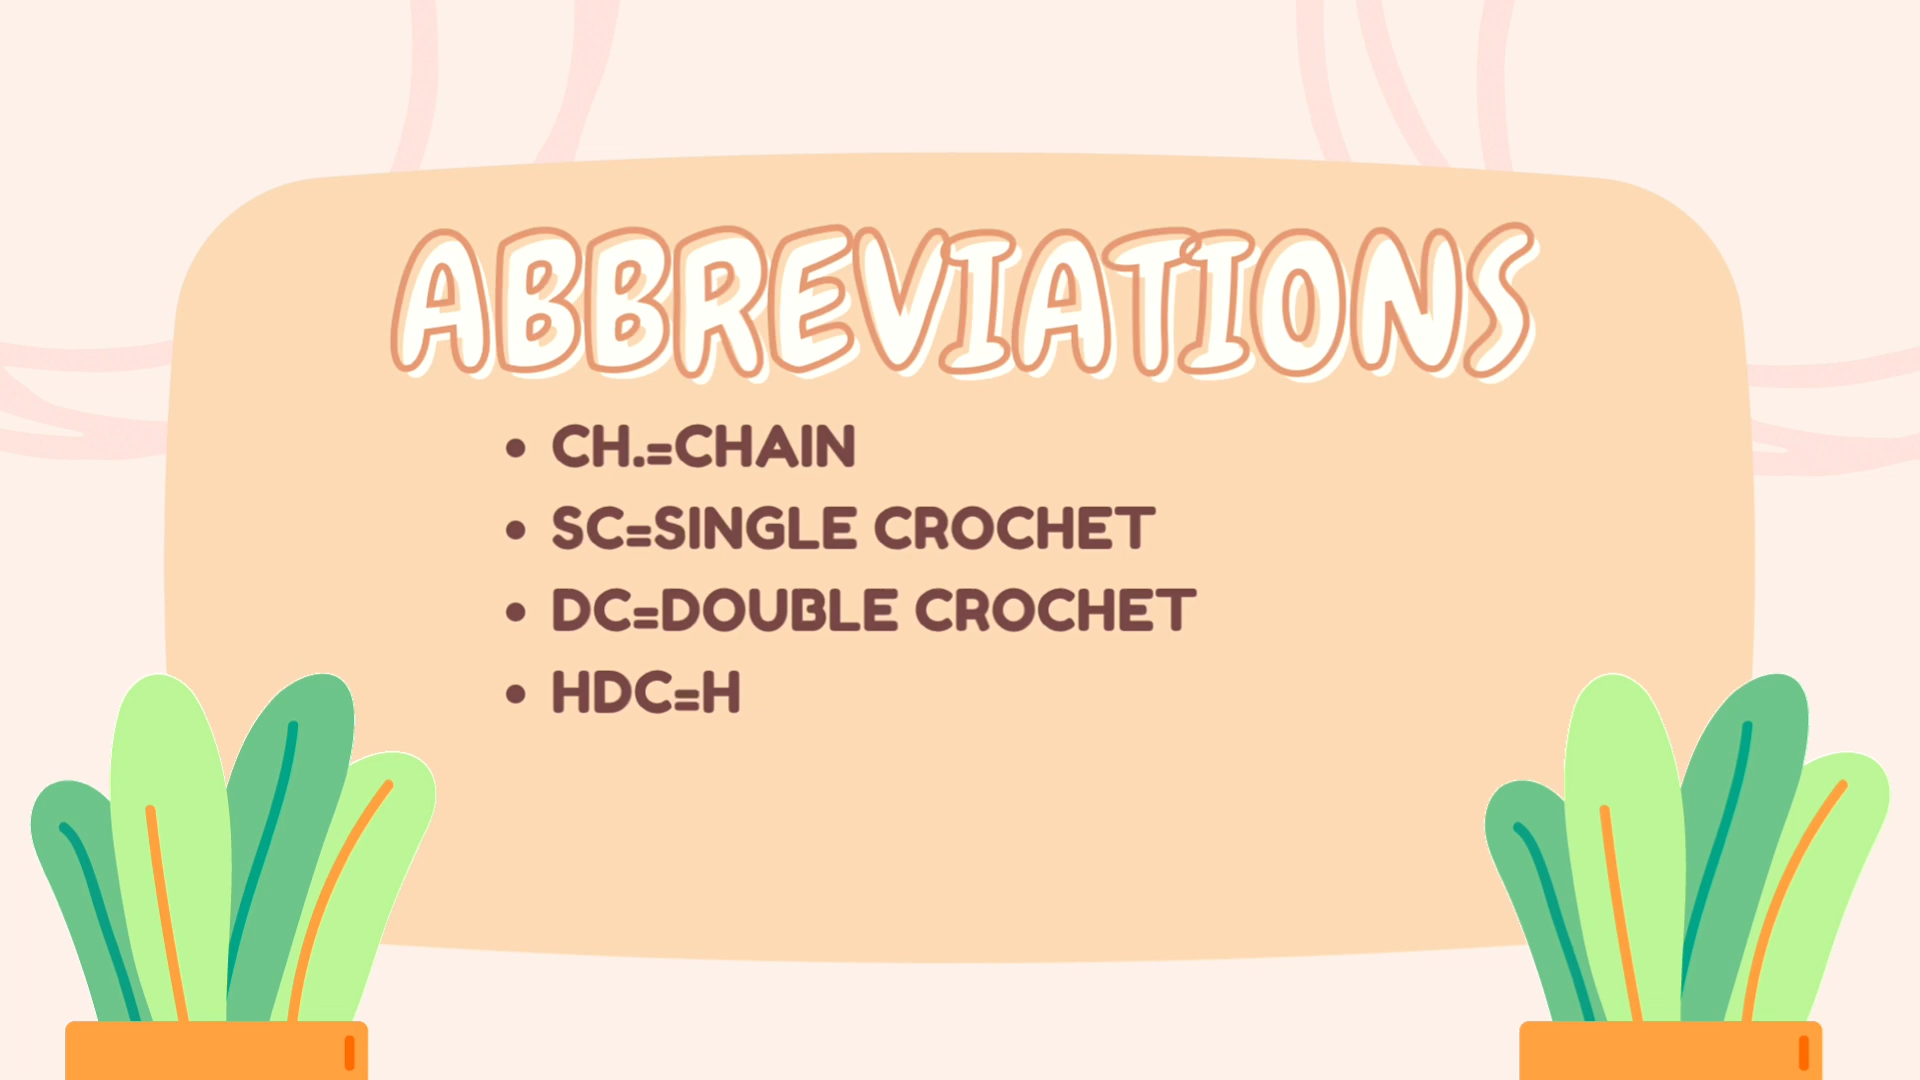 ABBREVIATIONS
• CH.=CHAIN
• SC=SINGLE CROCHET
• DC=DOUBLE CROCHET
• HDC=H